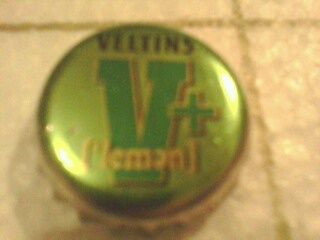 VELTINS
V+
[lemon]